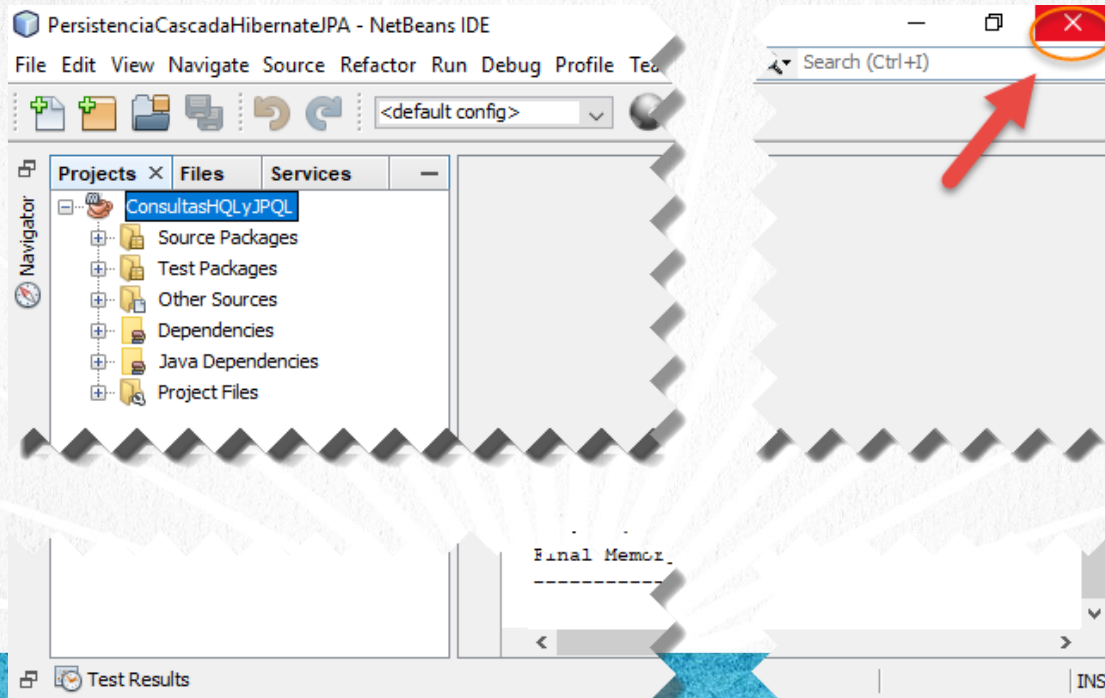 PersistenciaCascadaHibernateJPA - NetBeans IDE
File Edit View Navigate Source Refactor Run Debug Profile
Search (Ctrl+I)
<default config>
Projects Files Services
Navigator
ConsultasHQLyJPQL
Source Packages
Test Packages
Other Sources
Dependencies
Java Dependencies
Project Files
Final
Test Results
INS